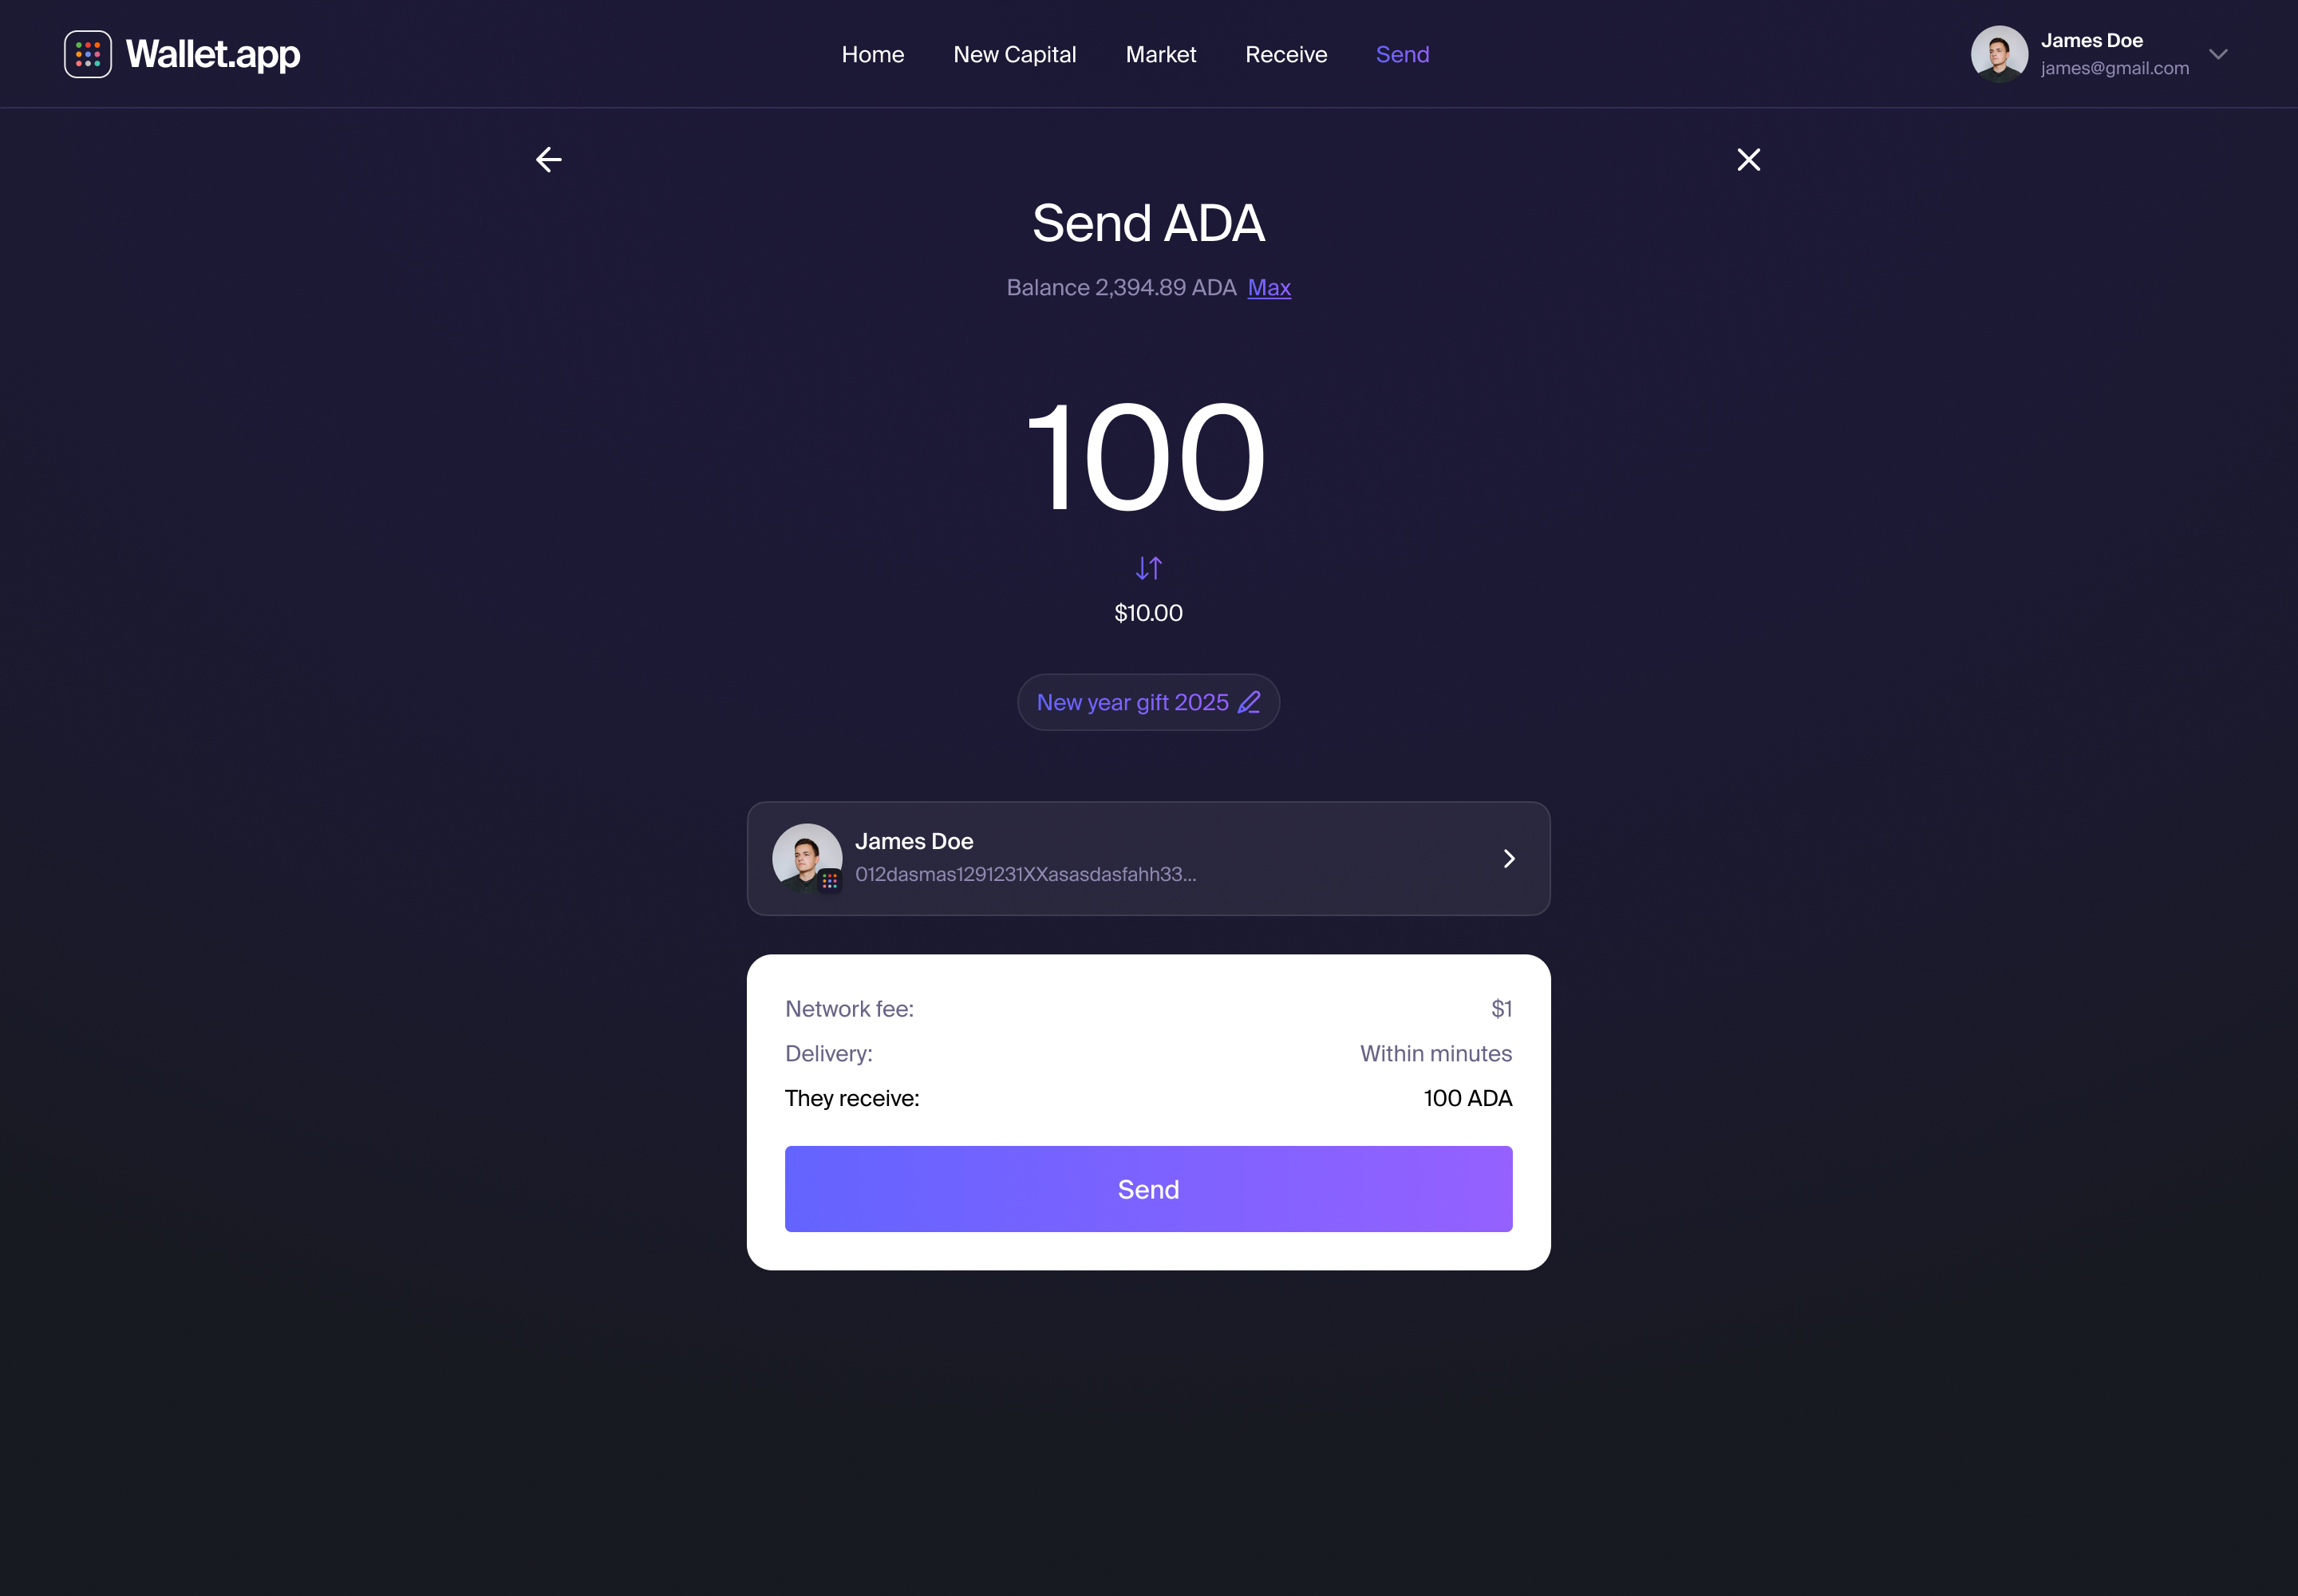 Wallet.app
Home New Capital Market Receive Send
James Doe
james@gmail.com
Send ADA
Balance 2,394.89 ADA Max
100
$10.00
New year gift 2025
James Doe
012dasmas1291231XXasasdasfahh33...
Network fee: $1
Delivery: Within minutes
They receive: 100 ADA
Send